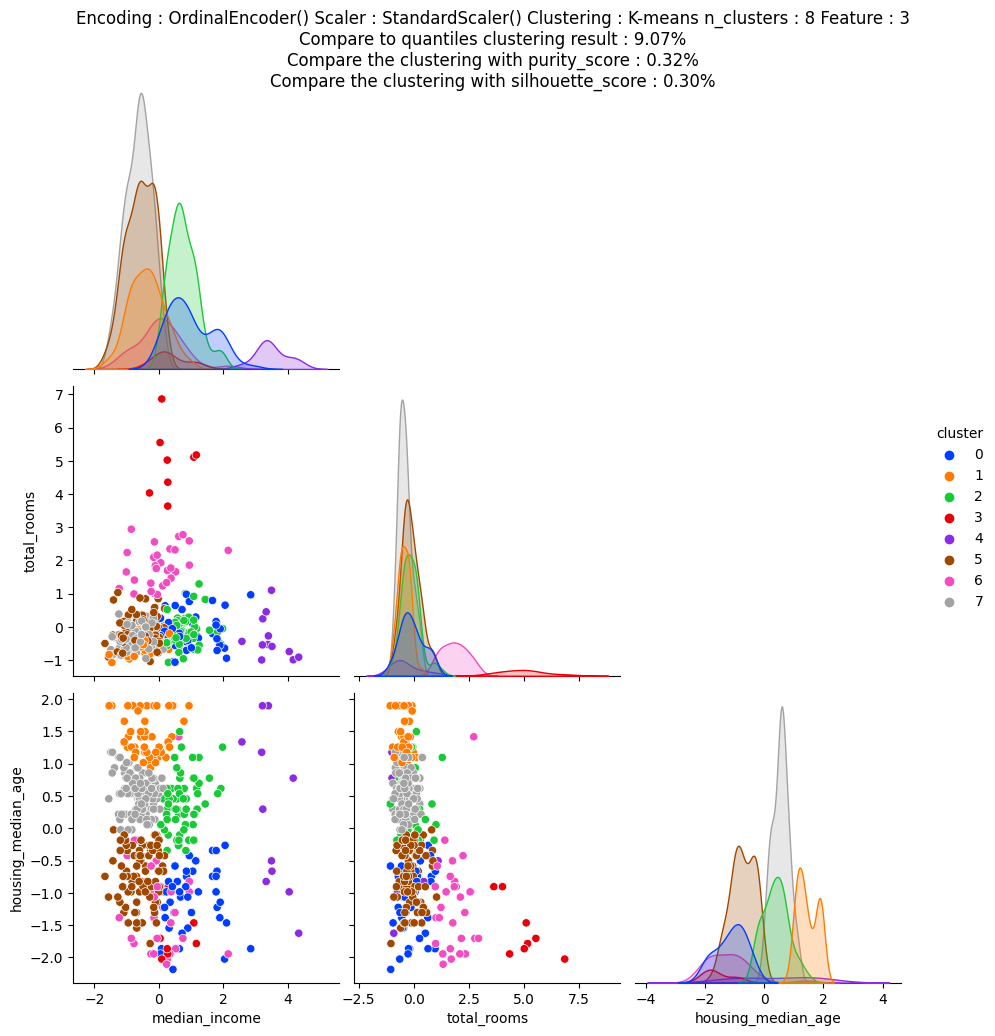 Encoding : OrdinalEncoder() Scaler : StandardScaler() Clustering : K-means n_clusters : 8 Feature : 3
Compare to quantiles clustering result : 9.07%
Compare the clustering with purity_score : 0.32%
Compare the clustering with silhouette_score : 0.30%
7
6
5
4
3
2
1
0
−1
total_rooms
cluster
0
1
2
3
4
5
6
7
2.0
1.5
1.0
0.5
0.0
−0.5
−1.0
−1.5
−2.0
housing_median_age
−2 0 2 4
−2.5 0.0 2.5 5.0 7.5
−4 −2 0 2 4
median_income
total_rooms
housing_median_age